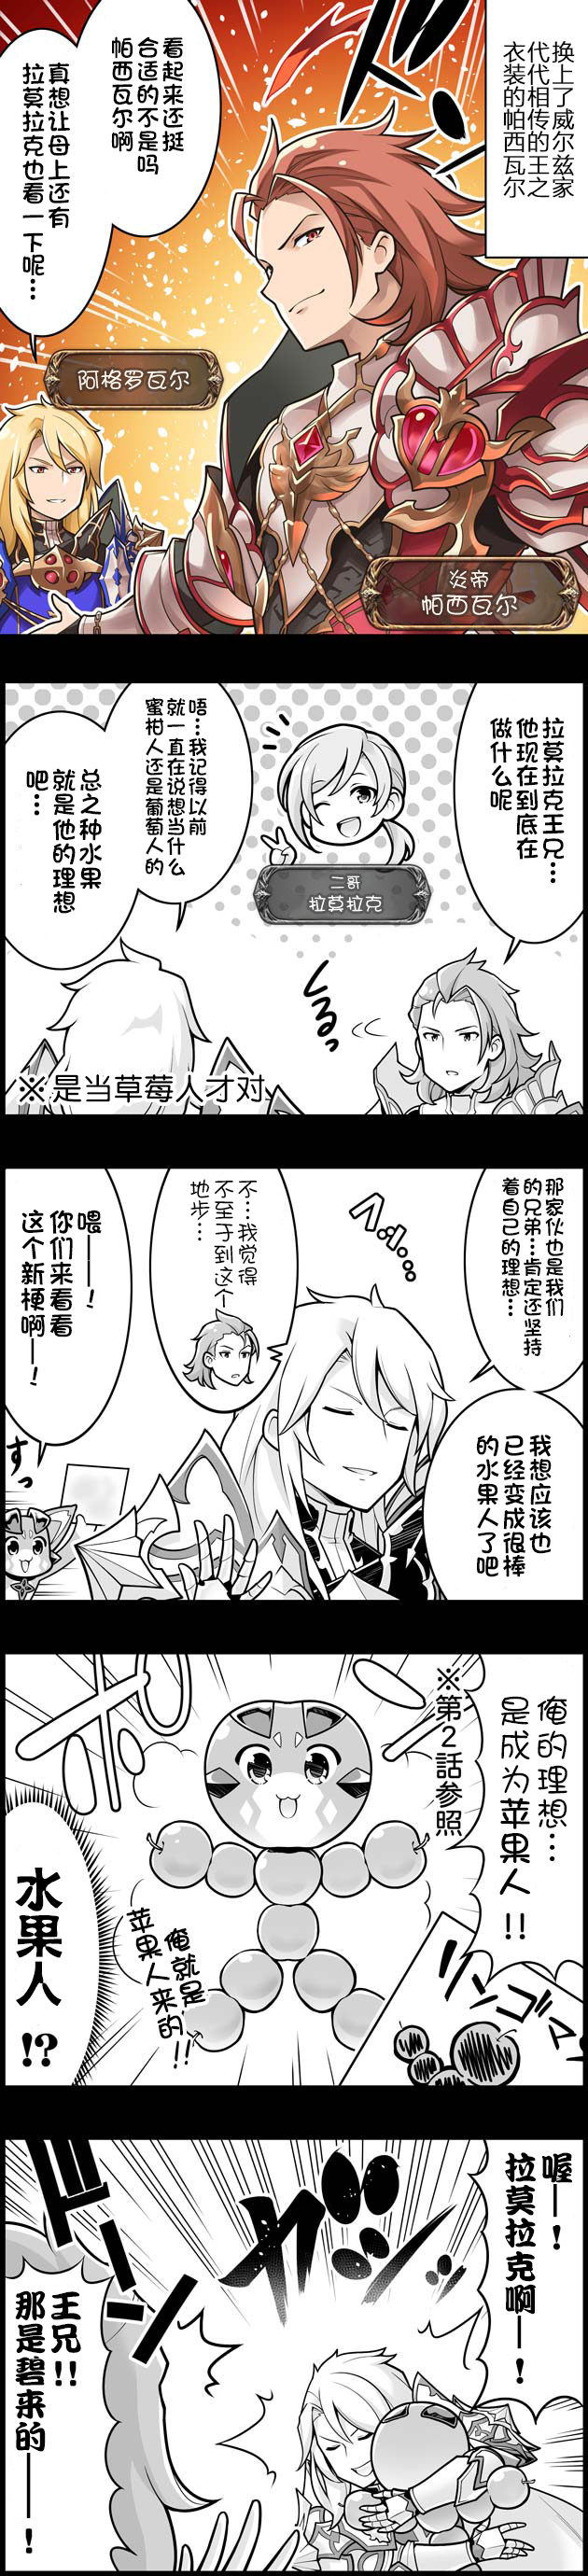 换上了威尔兹家
代代相传的王之
衣装的帕西瓦尔
看起来还挺
合适的不是吗
帕西瓦尔啊
真想让母上还有
拉莫拉克也看一下呢…
阿格罗瓦尔
炎帝
帕西瓦尔
拉莫拉克王兄…
他现在到底在
做什么呢
唔…我记得以前
就一直在说想当什么
蜜柑人还是葡萄人的
总之种水果
就是他的理想
吧…
二哥
拉莫拉克
くるっ
※是当草莓人才对
那家伙也是我们
的兄弟…肯定还坚持
着自己的理想…
我想应该也
已经变成很棒
的水果人了吧
不…我觉得
不至于到这个
地步…
喂——！
你们来看看
这个新梗啊—！
すっ
俺的理想…
是成为苹果人!!
※第2話参照
リンゴマン
俺就是
苹果人来的!!
水果人!?
喔—！
拉莫拉克啊—！
王兄!!
那是碧来的——！